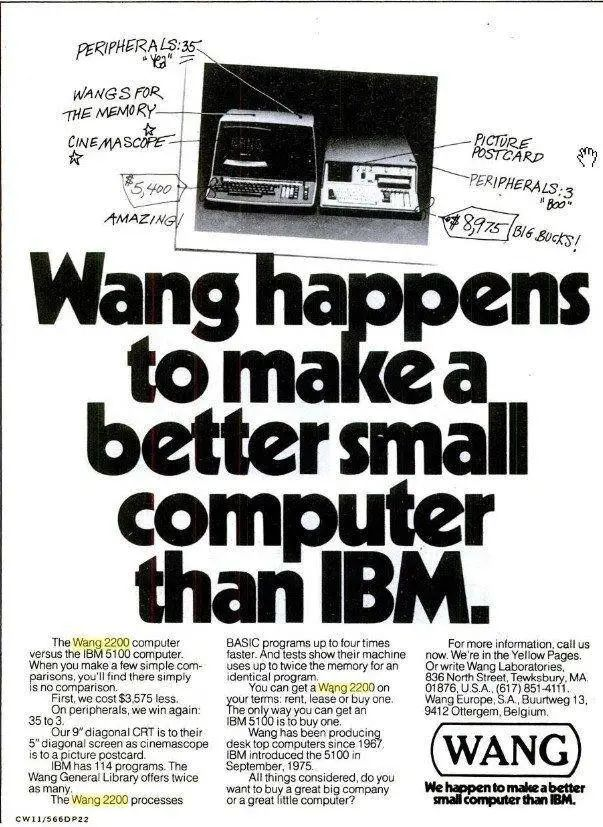 PERIPHERALS:35
"Yea"
WANGS FOR
THE MEMORY
CINEMASCOPE
$5,400
AMAZING!
PICTURE
POSTCARD
PERIPHERALS:3
"Boo"
$8,975
BIG BUCKS!
Wang happens
to make a
better small
computer
than IBM.
The Wang 2200 computer
versus the IBM 5100 computer.
When you make a few simple com-
parisons, you'll find there simply
is no comparison.
First, we cost $3,575 less.
On peripherals, we win again:
35 to 3.
Our 9" diagonal CRT is to their
5" diagonal screen as cinemascope
is to a picture postcard.
IBM has 114 programs. The
Wang General Library offers twice
as many.
The Wang 2200 processes
BASIC programs up to four times
faster. And tests show their machine
uses up to twice the memory for an
identical program.
You can get a Wang 2200 on
your terms: rent, lease or buy one.
The only way you can get an
IBM 5100 is to buy one.
Wang has been producing
desk top computers since 1967.
IBM introduced the 5100 in
September, 1975.
All things considered, do you
want to buy a great big company
or a great little computer?
For more information, call us
now. We're in the Yellow Pages.
Or write Wang Laboratories,
836 North Street, Tewksbury, MA.
01876, U.S.A., (617) 851-4111.
Wang Europe, S.A., Buurtweg 13,
9412 Ottergem, Belgium.
WANG
We happen to make a better
small computer than IBM.
CW11/566DP22